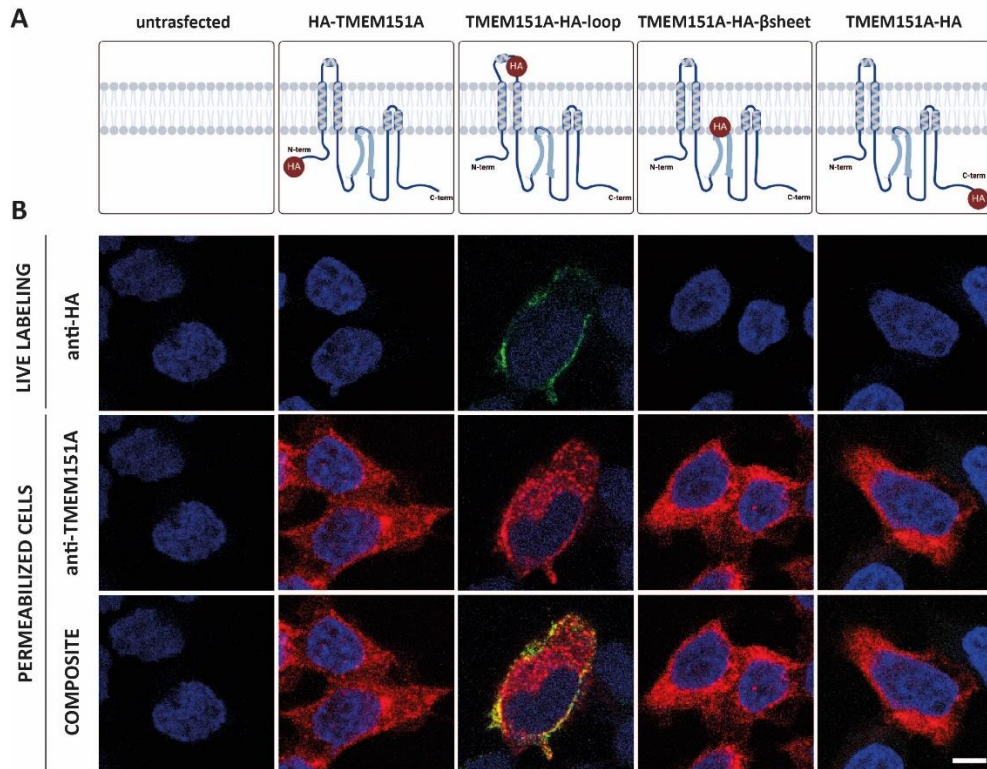 A
untrasfected
HA-TMEM151A
TMEM151A-HA-loop
TMEM151A-HA-βsheet
TMEM151A-HA
N-term
HA
C-term
HA
N-term
C-term
HA
N-term
C-term
N-term
C-term
HA
B
LIVE LABELING
anti-HA
PERMEABILIZED CELLS
anti-TMEM151A
COMPOSITE